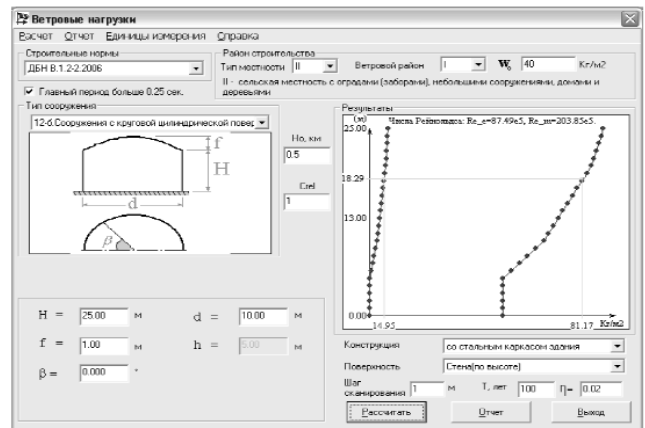 Ветровые нагрузки
Расчет Отчет Единицы измерения Справка
Строительные нормы
ДБН В.1.2-2.2006
Главный период больше 0.25 сек.
Район строительства
Тип местности II Ветровой район I W₀ 40 Кг/м2
II - сельская местность с оградами (заборами), небольшими сооружениями, домами и
деревьями
Тип сооружения
12-б.Сооружения с круговой цилиндрической повер
f
H
d
β
Ho, км
0.5
Crel
1
H = 25.00 м d = 10.00 м
f = 1.00 м h = 5.00 м
β = 0.000 °
Результаты
(м) Числа Рейнольдса: Re_e=87.49e5, Re_m=203.85e5.
25.00
18.29
13.00
0.00
14.95 81.17 Кг/м2
Конструкция со стальным каркасом здания
Поверхность Стена(по высоте)
Шаг
сканирования 1 м T, лет 100 η= 0.02
Рассчитать Отчет Выход